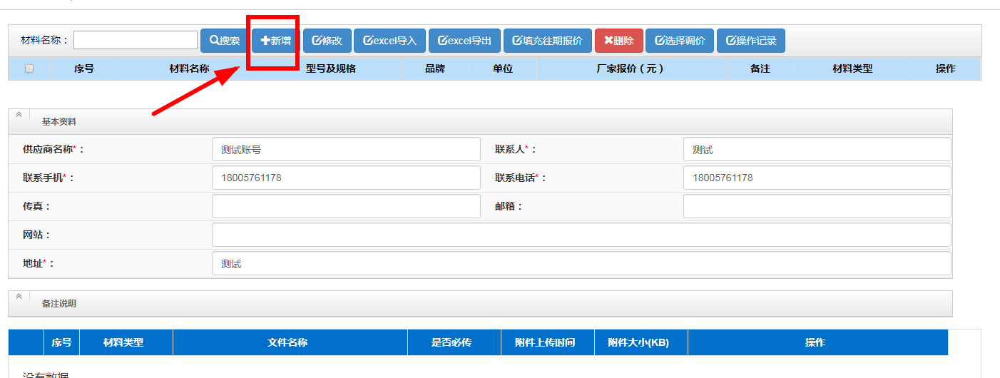 材料名称： 搜索 新增 修改 excel导入 excel导出 填充往期报价 删除 选择调价 操作记录
序号 材料名称 型号及规格 品牌 单位 厂家报价（元） 备注 材料类型 操作
基本资料
供应商名称*： 测试账号 联系人*： 测试
联系手机*： 18005761178 联系电话*： 18005761178
传真： 邮箱：
网站：
地址*： 测试
备注说明
序号 材料类型 文件名称 是否必传 附件上传时间 附件大小(KB) 操作
没有数据